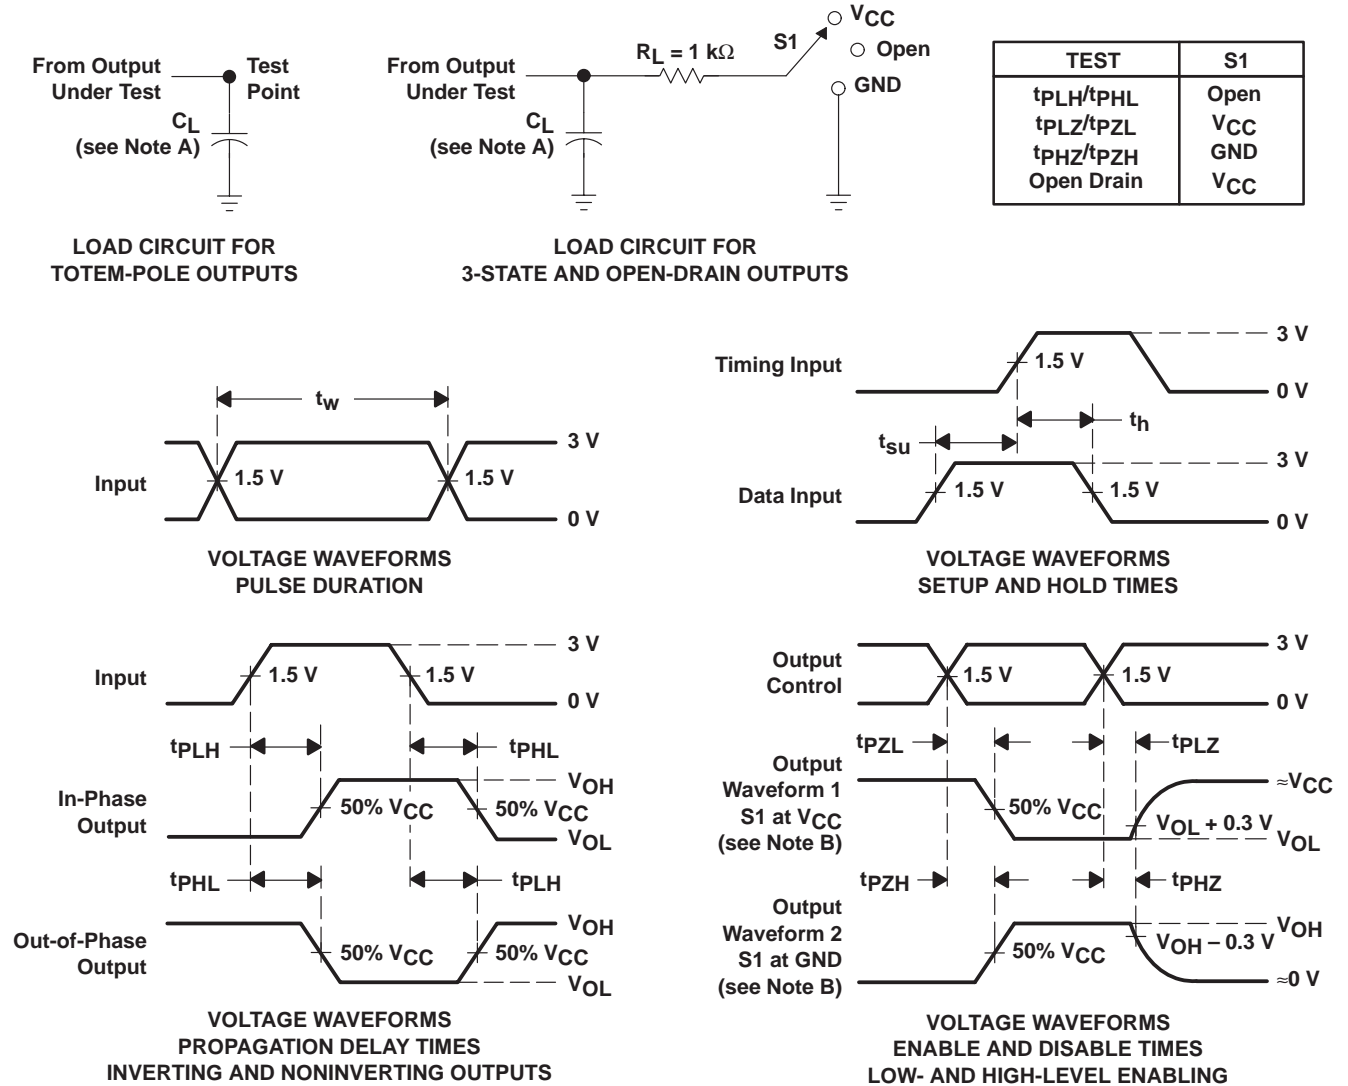 From Output
Under Test
Test
Point
CL
(see Note A)
LOAD CIRCUIT FOR
TOTEM-POLE OUTPUTS
From Output
Under Test
CL
(see Note A)
RL = 1 kΩ
S1
VCC
Open
GND
LOAD CIRCUIT FOR
3-STATE AND OPEN-DRAIN OUTPUTS
TEST S1
tPLH/tPHL Open
tPLZ/tPZL VCC
tPHZ/tPZH GND
Open Drain VCC
tw
Input
1.5 V
1.5 V
3 V
0 V
VOLTAGE WAVEFORMS
PULSE DURATION
Timing Input
1.5 V
3 V
0 V
th
tsu
Data Input
1.5 V
1.5 V
3 V
0 V
VOLTAGE WAVEFORMS
SETUP AND HOLD TIMES
Input
1.5 V
1.5 V
3 V
0 V
tPLH
tPHL
In-Phase
Output
50% VCC
50% VCC
VOH
VOL
tPHL
tPLH
Out-of-Phase
Output
50% VCC
50% VCC
VOH
VOL
VOLTAGE WAVEFORMS
PROPAGATION DELAY TIMES
INVERTING AND NONINVERTING OUTPUTS
Output
Control
1.5 V
1.5 V
3 V
0 V
tPZL
tPLZ
Output
Waveform 1
S1 at VCC
(see Note B)
50% VCC
VOL + 0.3 V
≈VCC
VOL
tPZH
tPHZ
Output
Waveform 2
S1 at GND
(see Note B)
50% VCC
VOH – 0.3 V
VOH
≈0 V
VOLTAGE WAVEFORMS
ENABLE AND DISABLE TIMES
LOW- AND HIGH-LEVEL ENABLING